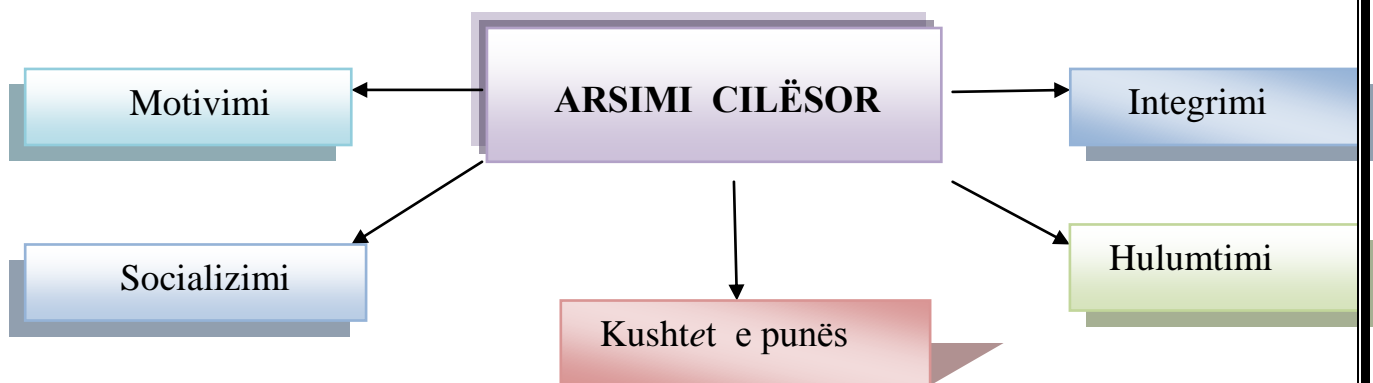 ARSIMI CILËSOR
Motivimi
Integrimi
Socializimi
Hulumtimi
Kushtet e punës